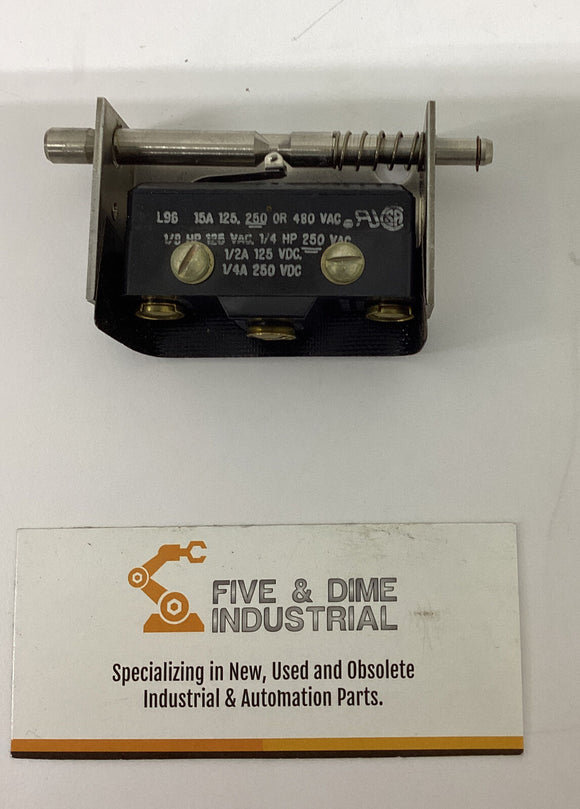 L96 15A 125, 250 OR 480 VAC
1/8 HP 125 VAC, 1/4 HP 250 VAC
1/2A 125 VDC,
1/4A 250 VDC
FIVE & DIME
INDUSTRIAL
Specializing in New, Used and Obsolete
Industrial & Automation Parts.